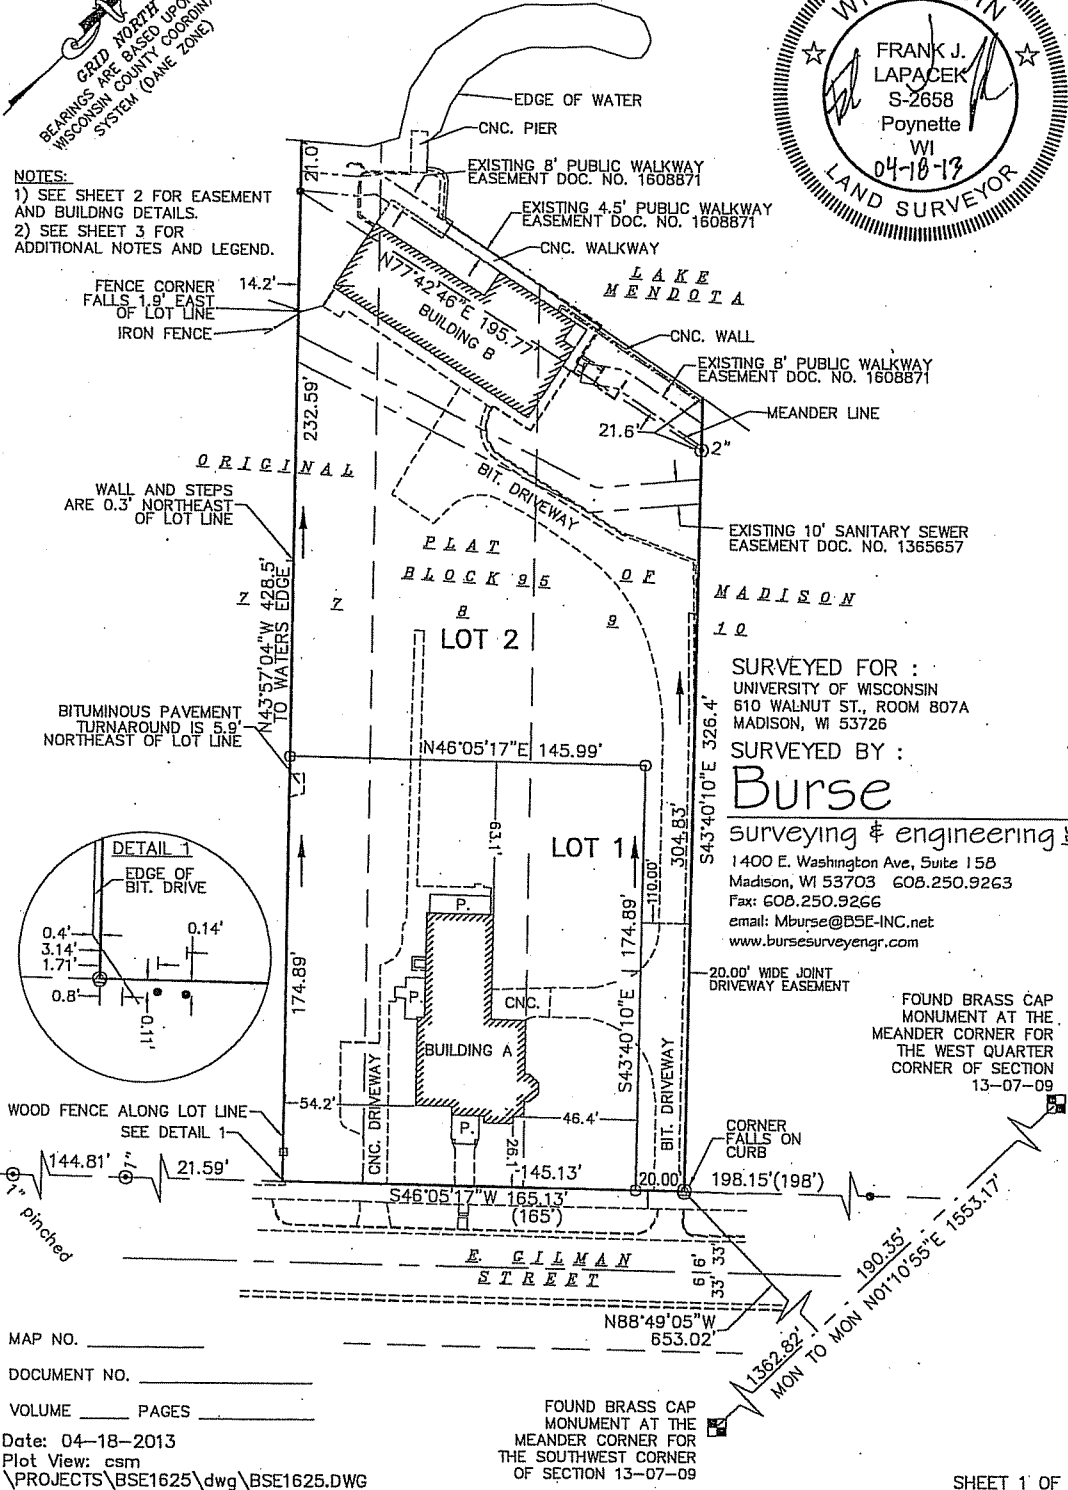 GRID NORTH
BEARINGS ARE BASED UPON
WISCONSIN COUNTY COORDINATE
SYSTEM (DANE ZONE)
FRANK J.
LAPACEK
S-2658
Poynette
WI
04-18-13
LAND SURVEYOR
NOTES:
1) SEE SHEET 2 FOR EASEMENT
AND BUILDING DETAILS.
2) SEE SHEET 3 FOR
ADDITIONAL NOTES AND LEGEND.
EDGE OF WATER
CNC. PIER
EXISTING 8' PUBLIC WALKWAY
EASEMENT DOC. NO. 1608871
EXISTING 4.5' PUBLIC WALKWAY
EASEMENT DOC. NO. 1608871
CNC. WALKWAY
LAKE
MENDOTA
21.0'
14.2'
FENCE CORNER
FALLS 1.9' EAST
OF LOT LINE
IRON FENCE
N77°42'46"E 195.77'
BUILDING B
CNC. WALL
EXISTING 8' PUBLIC WALKWAY
EASEMENT DOC. NO. 1608871
MEANDER LINE
21.6'
2"
232.59'
ORIGINAL
WALL AND STEPS
ARE 0.3' NORTHEAST
OF LOT LINE
BIT. DRIVEWAY
EXISTING 10' SANITARY SEWER
EASEMENT DOC. NO. 1365657
PLAT
BLOCK 95
OF
MADISON
7
7
8
9
10
LOT 2
N43°57'04"W 428.5'
TO WATERS EDGE
SURVEYED FOR :
UNIVERSITY OF WISCONSIN
610 WALNUT ST., ROOM 807A
MADISON, WI 53726
SURVEYED BY :
Burse
surveying & engineering
1400 E. Washington Ave, Suite 158
Madison, WI 53703 608.250.9263
Fax: 608.250.9266
email: Mburse@BSE-INC.net
www.bursesurveyengr.com
BITUMINOUS PAVEMENT
TURNAROUND IS 5.9'
NORTHEAST OF LOT LINE
N46°05'17"E 145.99'
S43°40'10"E 326.4'
304.83'
63.1'
LOT 1
110.00'
S43°40'10"E 174.89'
174.89'
DETAIL 1
EDGE OF
BIT. DRIVE
0.4'
3.14'
1.71'
0.14'
0.8'
0.11'
P.
P.
CNC.
BUILDING A
P.
20.00' WIDE JOINT
DRIVEWAY EASEMENT
FOUND BRASS CAP
MONUMENT AT THE
MEANDER CORNER FOR
THE WEST QUARTER
CORNER OF SECTION
13-07-09
WOOD FENCE ALONG LOT LINE
SEE DETAIL 1
54.2'
46.4'
26.1'
CNC. DRIVEWAY
BIT. DRIVEWAY
CORNER
FALLS ON
CURB
1" pinched
144.81'
1"
21.59'
145.13'
20.00'
198.15'(198')
S46°05'17"W 165.13'
(165')
E. GILMAN
STREET
6' 6'
33' 33'
N88°49'05"W
653.02'
190.35'
1362.82'
MON TO MON N01°10'55"E 1553.17'
MAP NO.
DOCUMENT NO.
VOLUME PAGES
Date: 04-18-2013
Plot View: csm
\PROJECTS\BSE1625\dwg\BSE1625.DWG
FOUND BRASS CAP
MONUMENT AT THE
MEANDER CORNER FOR
THE SOUTHWEST CORNER
OF SECTION 13-07-09
SHEET 1 OF